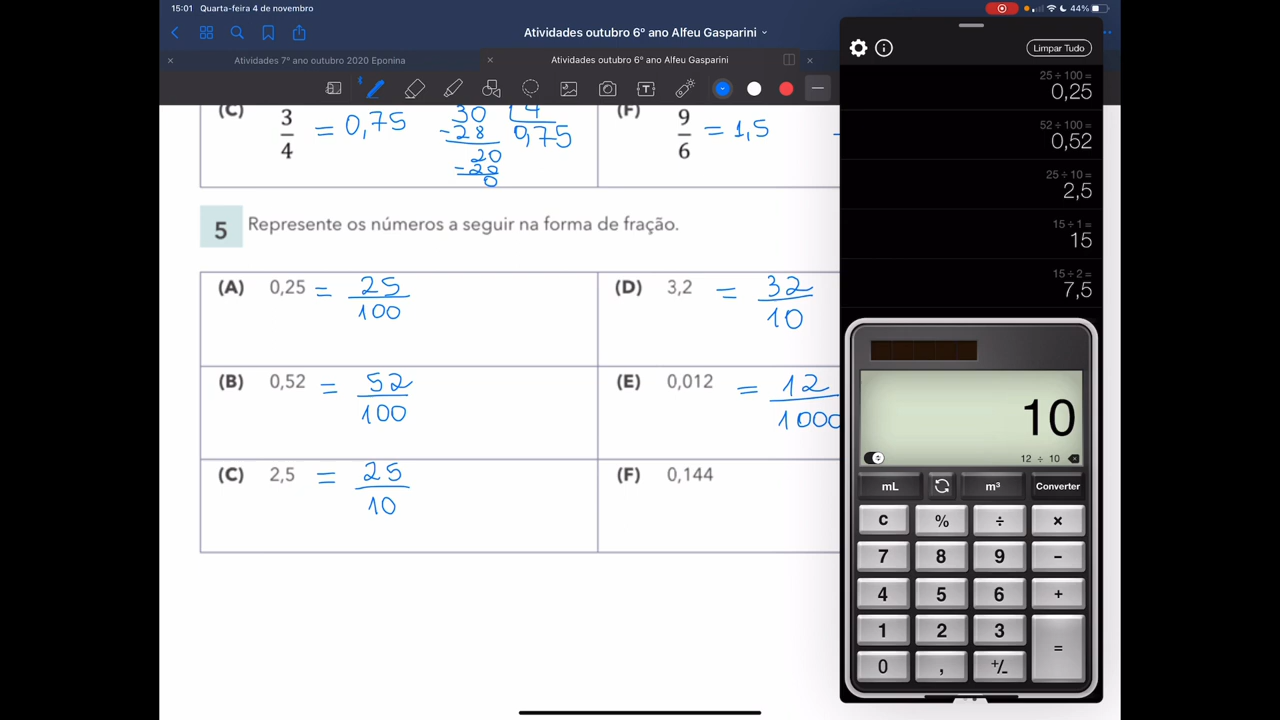 15:01 Quarta-feira 4 de novembro
44%
Atividades outubro 6º ano Alfeu Gasparini
Atividades 7º ano outubro 2020 Eponina
Atividades outubro 6º ano Alfeu Gasparini
(C) 3/4 = 0,75
30 4
-28 0,75
20
-20
0
(F) 9/6 = 1,5
5 Represente os números a seguir na forma de fração.
(A) 0,25 = 25/100
(D) 3,2 = 32/10
(B) 0,52 = 52/100
(E) 0,012 = 12/1000
(C) 2,5 = 25/10
(F) 0,144
Limpar Tudo
25 ÷ 100 =
0,25
52 ÷ 100 =
0,52
25 ÷ 10 =
2,5
15 ÷ 1 =
15
15 ÷ 2 =
7,5
10
12 ÷ 10
mL m³ Converter
C % ÷ ×
7 8 9 −
4 5 6 +
1 2 3 =
0 , +/-